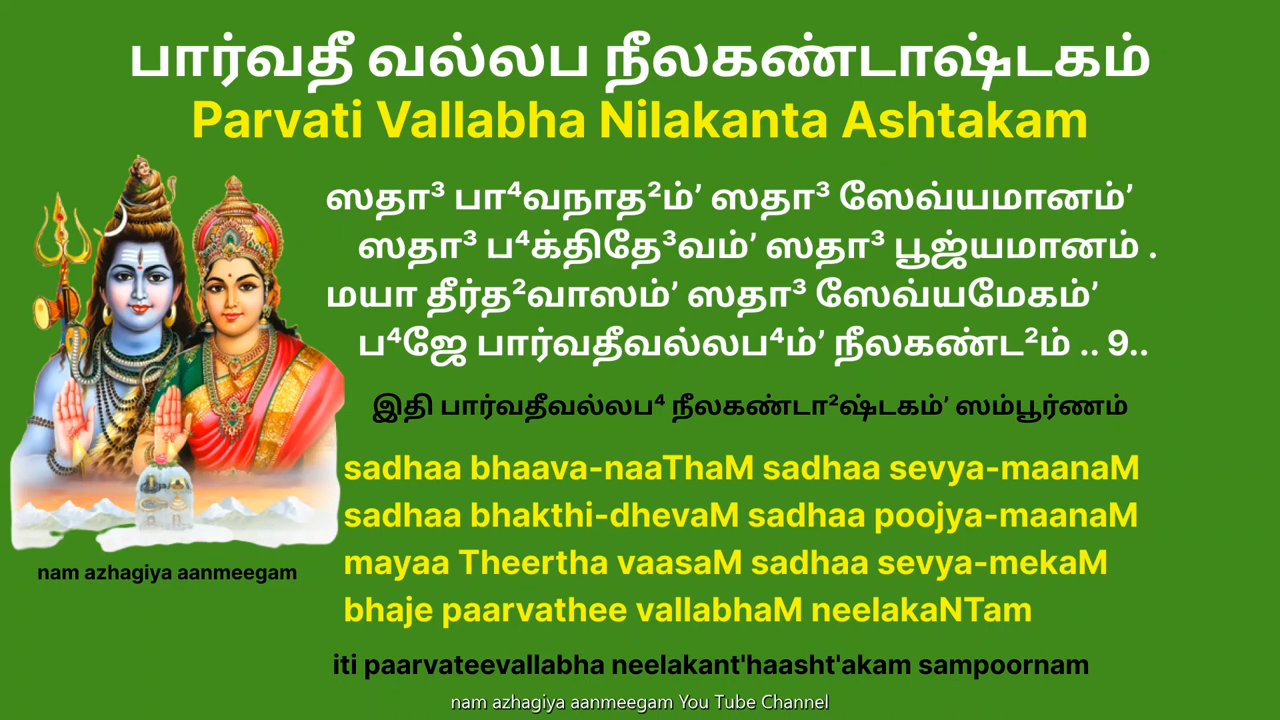 பார்வதீ வல்லப நீலகண்டாஷ்டகம்
Parvati Vallabha Nilakanta Ashtakam
ஸதா³ பா⁴வநாத²ம்’ ஸதா³ ஸேவ்யமானம்’
ஸதா³ ப⁴க்திதே³வம்’ ஸதா³ பூஜ்யமானம் .
மயா தீர்த²வாஸம்’ ஸதா³ ஸேவ்யமேகம்’
ப⁴ஜே பார்வதீவல்லப⁴ம்’ நீலகண்ட²ம் .. 9..
இதி பார்வதீவல்லப⁴ நீலகண்டா²ஷ்டகம்’ ஸம்பூர்ணம்
sadhaa bhaava-naaThaM sadhaa sevya-maanaM
sadhaa bhakthi-dhevaM sadhaa poojya-maanaM
mayaa Theertha vaasaM sadhaa sevya-mekaM
bhaje paarvathee vallabhaM neelakaNTam
nam azhagiya aanmeegam
iti paarvateevallabha neelakant'haasht'akam sampoornam
nam azhagiya aanmeegam You Tube Channel